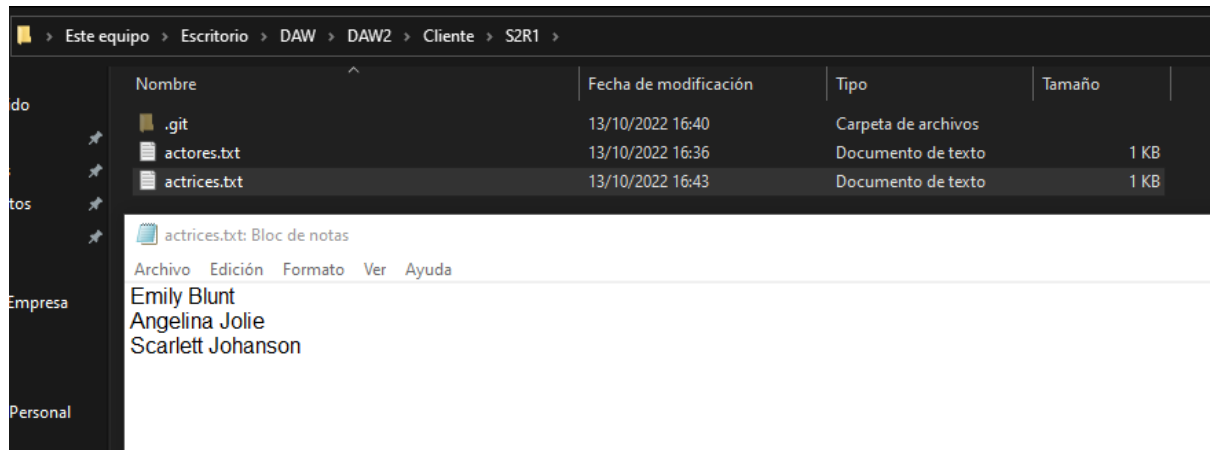 Este equipo > Escritorio > DAW > DAW2 > Cliente > S2R1 >
Nombre Fecha de modificación Tipo Tamaño
.git 13/10/2022 16:40 Carpeta de archivos
actores.txt 13/10/2022 16:36 Documento de texto 1 KB
actrices.txt 13/10/2022 16:43 Documento de texto 1 KB
ido
tos
Empresa
Personal
actrices.txt: Bloc de notas
Archivo Edición Formato Ver Ayuda
Emily Blunt
Angelina Jolie
Scarlett Johanson